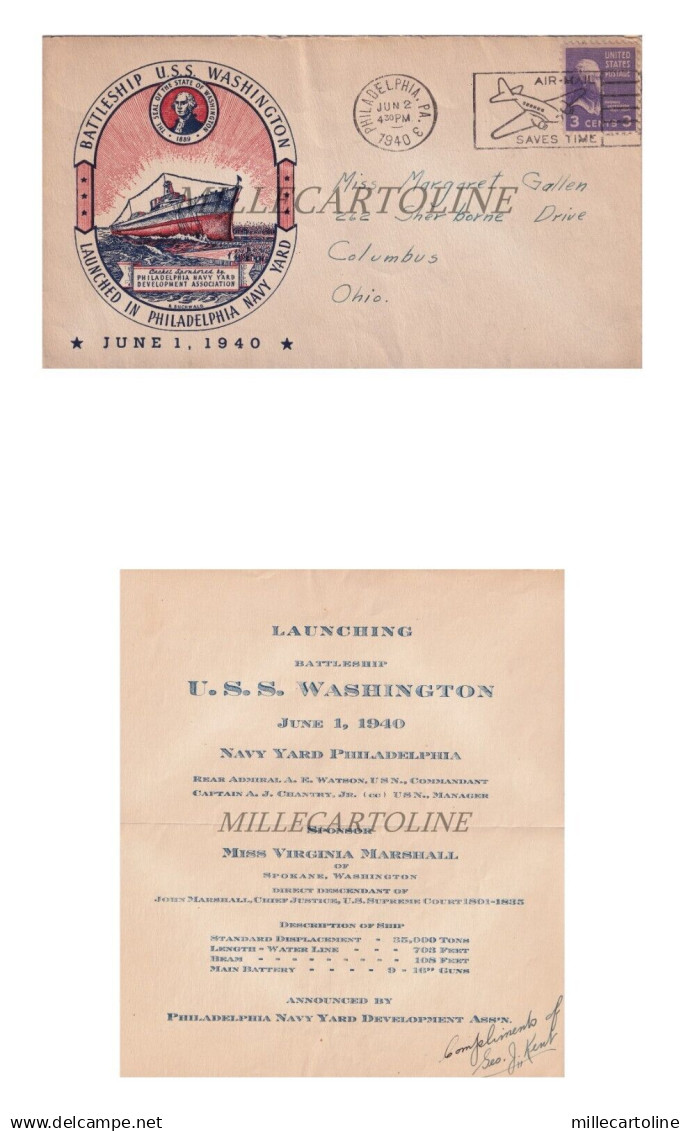 BATTLESHIP U.S.S. WASHINGTON
THE SEAL OF THE STATE OF WASHINGTON
1889
Cachet Sponsored by
PHILADELPHIA NAVY YARD
DEVELOPMENT ASSOCIATION
LAUNCHED IN PHILADELPHIA NAVY YARD
★ JUNE 1, 1940 ★
PHILADELPHIA, PA.
JUN 2
4 30 PM
1940
3
AIR-MAIL
SAVES TIME
UNITED
STATES
POSTAGE
3 CENTS 3
Miss Margaret Gallen
262 Sherborne Drive
Columbus
Ohio.
MILLECARTOLINE
LAUNCHING
BATTLESHIP
U.S.S. WASHINGTON
JUNE 1, 1940
NAVY YARD PHILADELPHIA
REAR ADMIRAL A. E. WATSON, USN., COMMANDANT
CAPTAIN A. J. CHANTRY, JR. (CC) USN., MANAGER
MILLECARTOLINE
SPONSOR
MISS VIRGINIA MARSHALL
OF
SPOKANE, WASHINGTON
DIRECT DESCENDANT OF
JOHN MARSHALL, CHIEF JUSTICE, U.S. SUPREME COURT 1801-1835
DESCRIPTION OF SHIP
STANDARD DISPLACEMENT - 35,000 TONS
LENGTH - WATER LINE - - - 703 FEET
BEAM - - - - - - - - - 108 FEET
MAIN BATTERY - - - - 9 - 16" GUNS
ANNOUNCED BY
PHILADELPHIA NAVY YARD DEVELOPMENT ASS'N.
Compliments of
Geo. J. Kent
millecartoline
delcampe.net